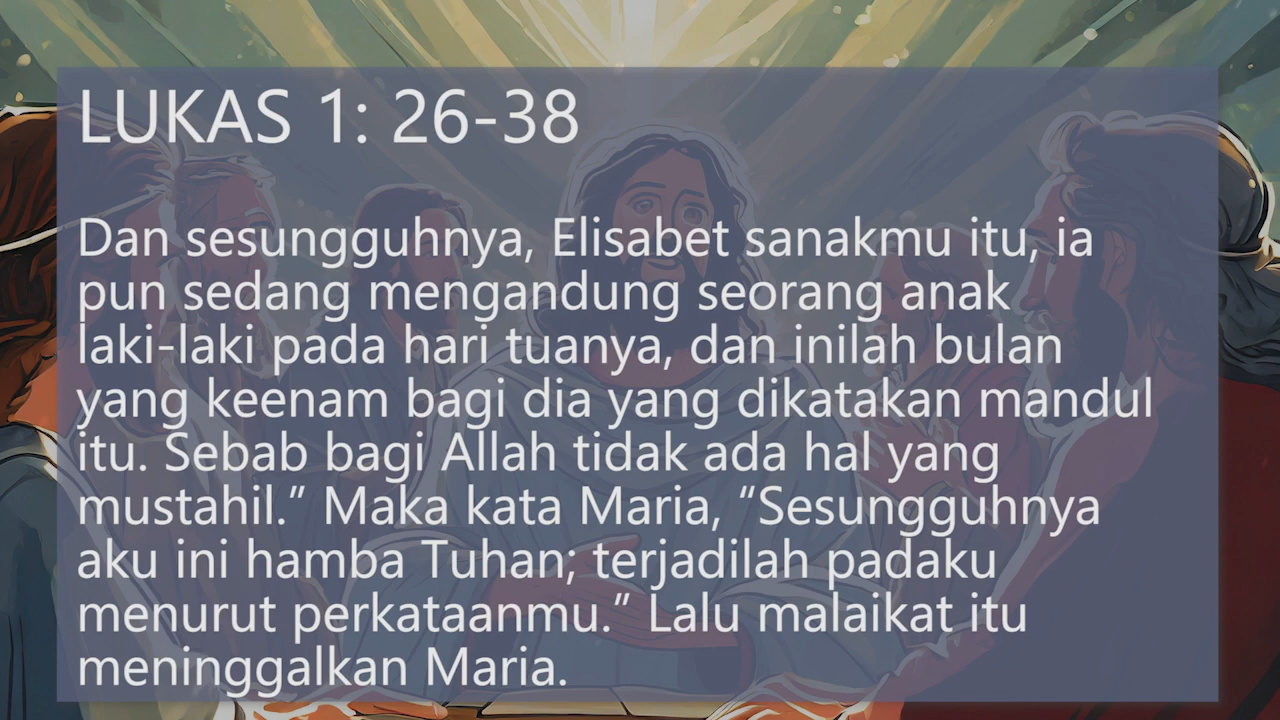 LUKAS 1: 26-38
Dan sesungguhnya, Elisabet sanakmu itu, ia
pun sedang mengandung seorang anak
laki-laki pada hari tuanya, dan inilah bulan
yang keenam bagi dia yang dikatakan mandul
itu. Sebab bagi Allah tidak ada hal yang
mustahil.” Maka kata Maria, “Sesungguhnya
aku ini hamba Tuhan; terjadilah padaku
menurut perkataanmu.” Lalu malaikat itu
meninggalkan Maria.